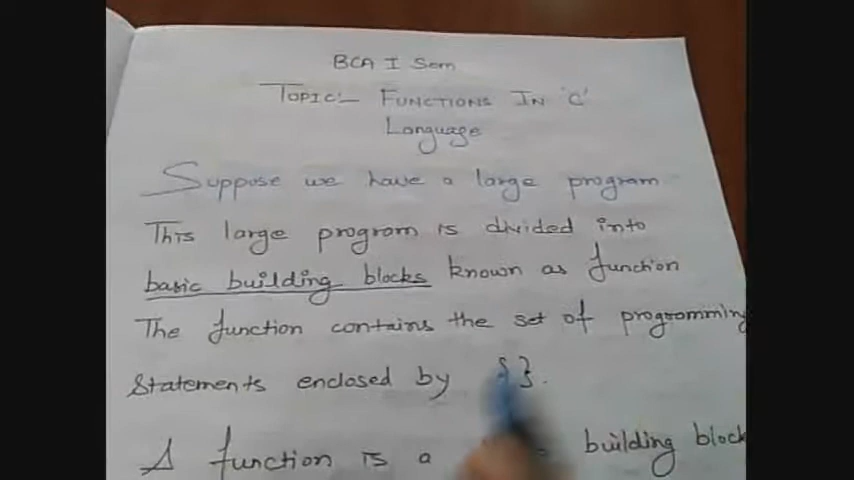 BCA I Sem
TOPIC:- FUNCTIONS IN 'C'
Language
Suppose we have a large program
This large program is divided into
basic building blocks known as function
The function contains the set of programming
Statements enclosed by {}.
A function is a building block